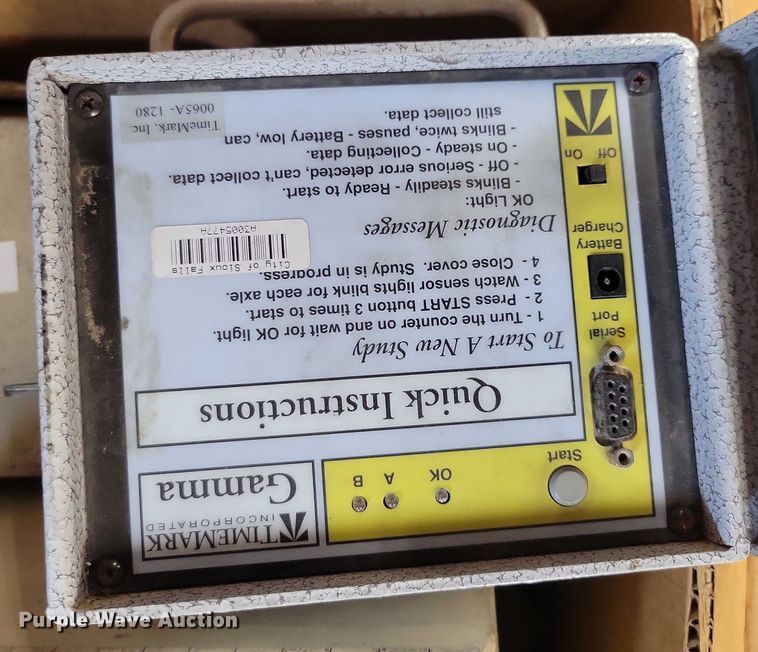 TIMEMARK
INCORPORATED
Gamma
OK
A
B
Start
Quick Instructions
To Start A New Study
1 - Turn the counter on and wait for OK light.
2 - Press START button 3 times to start.
3 - Watch sensor lights blink for each axle.
4 - Close cover. Study is in progress.
City of Sioux Falls
A3005477A
Diagnostic Messages
OK Light:
- Blinks steadily - Ready to start.
- Off - Serious error detected, can't collect data.
- On steady - Collecting data.
- Blinks twice, pauses - Battery low, can
still collect data.
TimeMark, Inc
0065A- 1280
Serial
Port
Battery
Charger
Off On
Purple Wave Auction